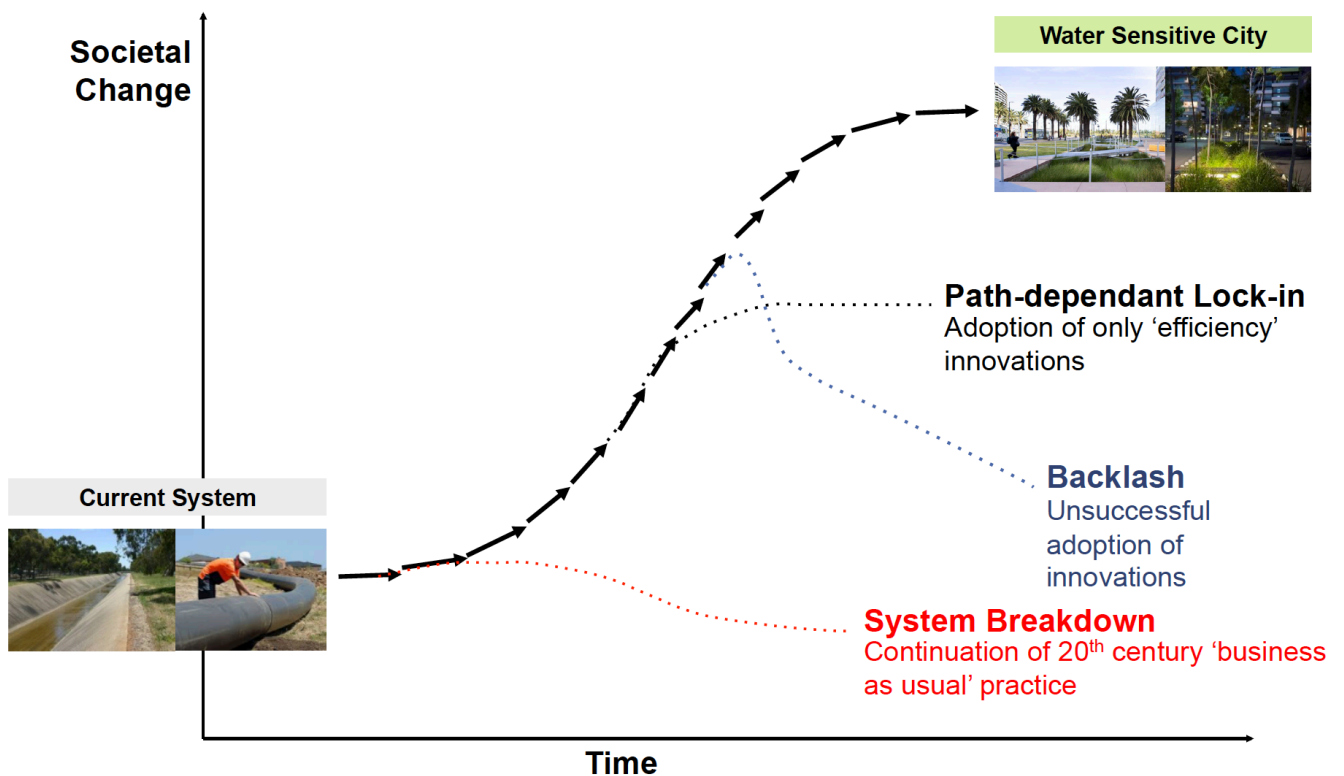 Societal
Change
Water Sensitive City
Path-dependant Lock-in
Adoption of only ‘efficiency’
innovations
Current System
Backlash
Unsuccessful
adoption of
innovations
System Breakdown
Continuation of 20th century ‘business
as usual’ practice
Time